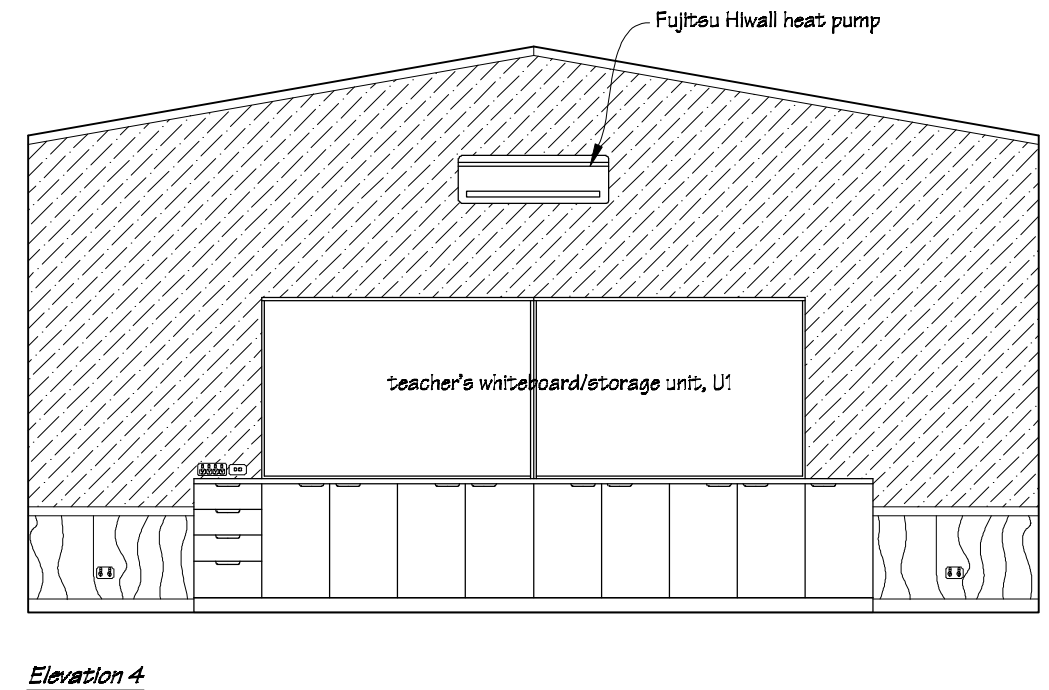 Fujitsu Hiwall heat pump
teacher's whiteboard/storage unit, U1
Elevation 4